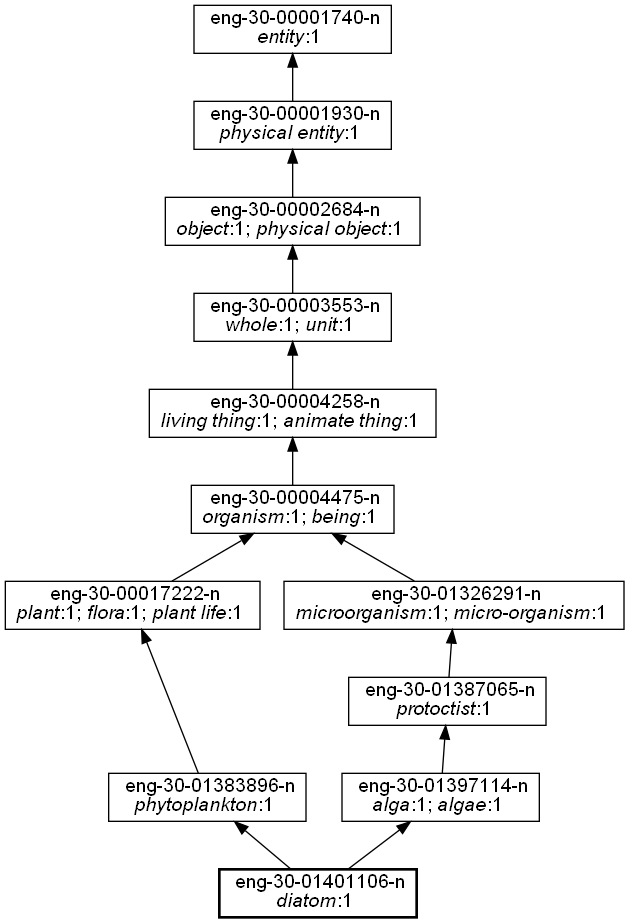 eng-30-00001740-n
entity:1
eng-30-00001930-n
physical entity:1
eng-30-00002684-n
object:1; physical object:1
eng-30-00003553-n
whole:1; unit:1
eng-30-00004258-n
living thing:1; animate thing:1
eng-30-00004475-n
organism:1; being:1
eng-30-00017222-n
plant:1; flora:1; plant life:1
eng-30-01326291-n
microorganism:1; micro-organism:1
eng-30-01387065-n
protoctist:1
eng-30-01383896-n
phytoplankton:1
eng-30-01397114-n
alga:1; algae:1
eng-30-01401106-n
diatom:1